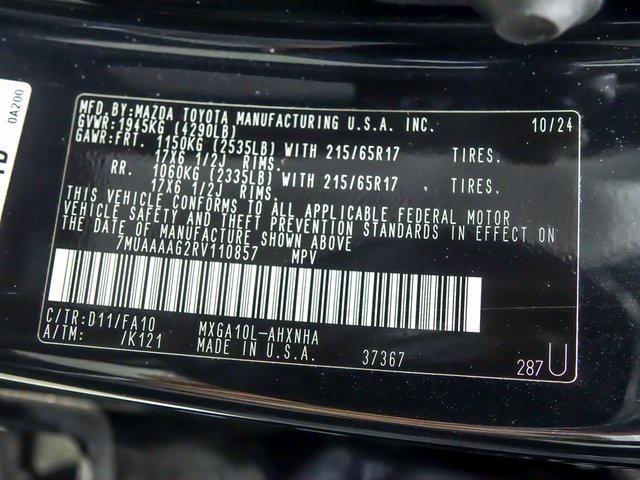 0A200
MFD.BY:MAZDA TOYOTA MANUFACTURING U.S.A. INC. 10/24
GVWR:1945KG (4290LB)
GAWR:FRT. 1150KG (2535LB) WITH 215/65R17 TIRES.
17X6 1/2J RIMS.
RR. 1060KG (2335LB) WITH 215/65R17 TIRES.
17X6 1/2J RIMS.
THIS VEHICLE CONFORMS TO ALL APPLICABLE FEDERAL MOTOR
VEHICLE SAFETY AND THEFT PREVENTION STANDARDS IN EFFECT ON
THE DATE OF MANUFACTURE SHOWN ABOVE
7MUAAAAG2RV110857 MPV
C/TR:D11/FA10 MXGA10L-AHXNHA
A/TM: /K121 MADE IN U.S.A. 37367 287 U